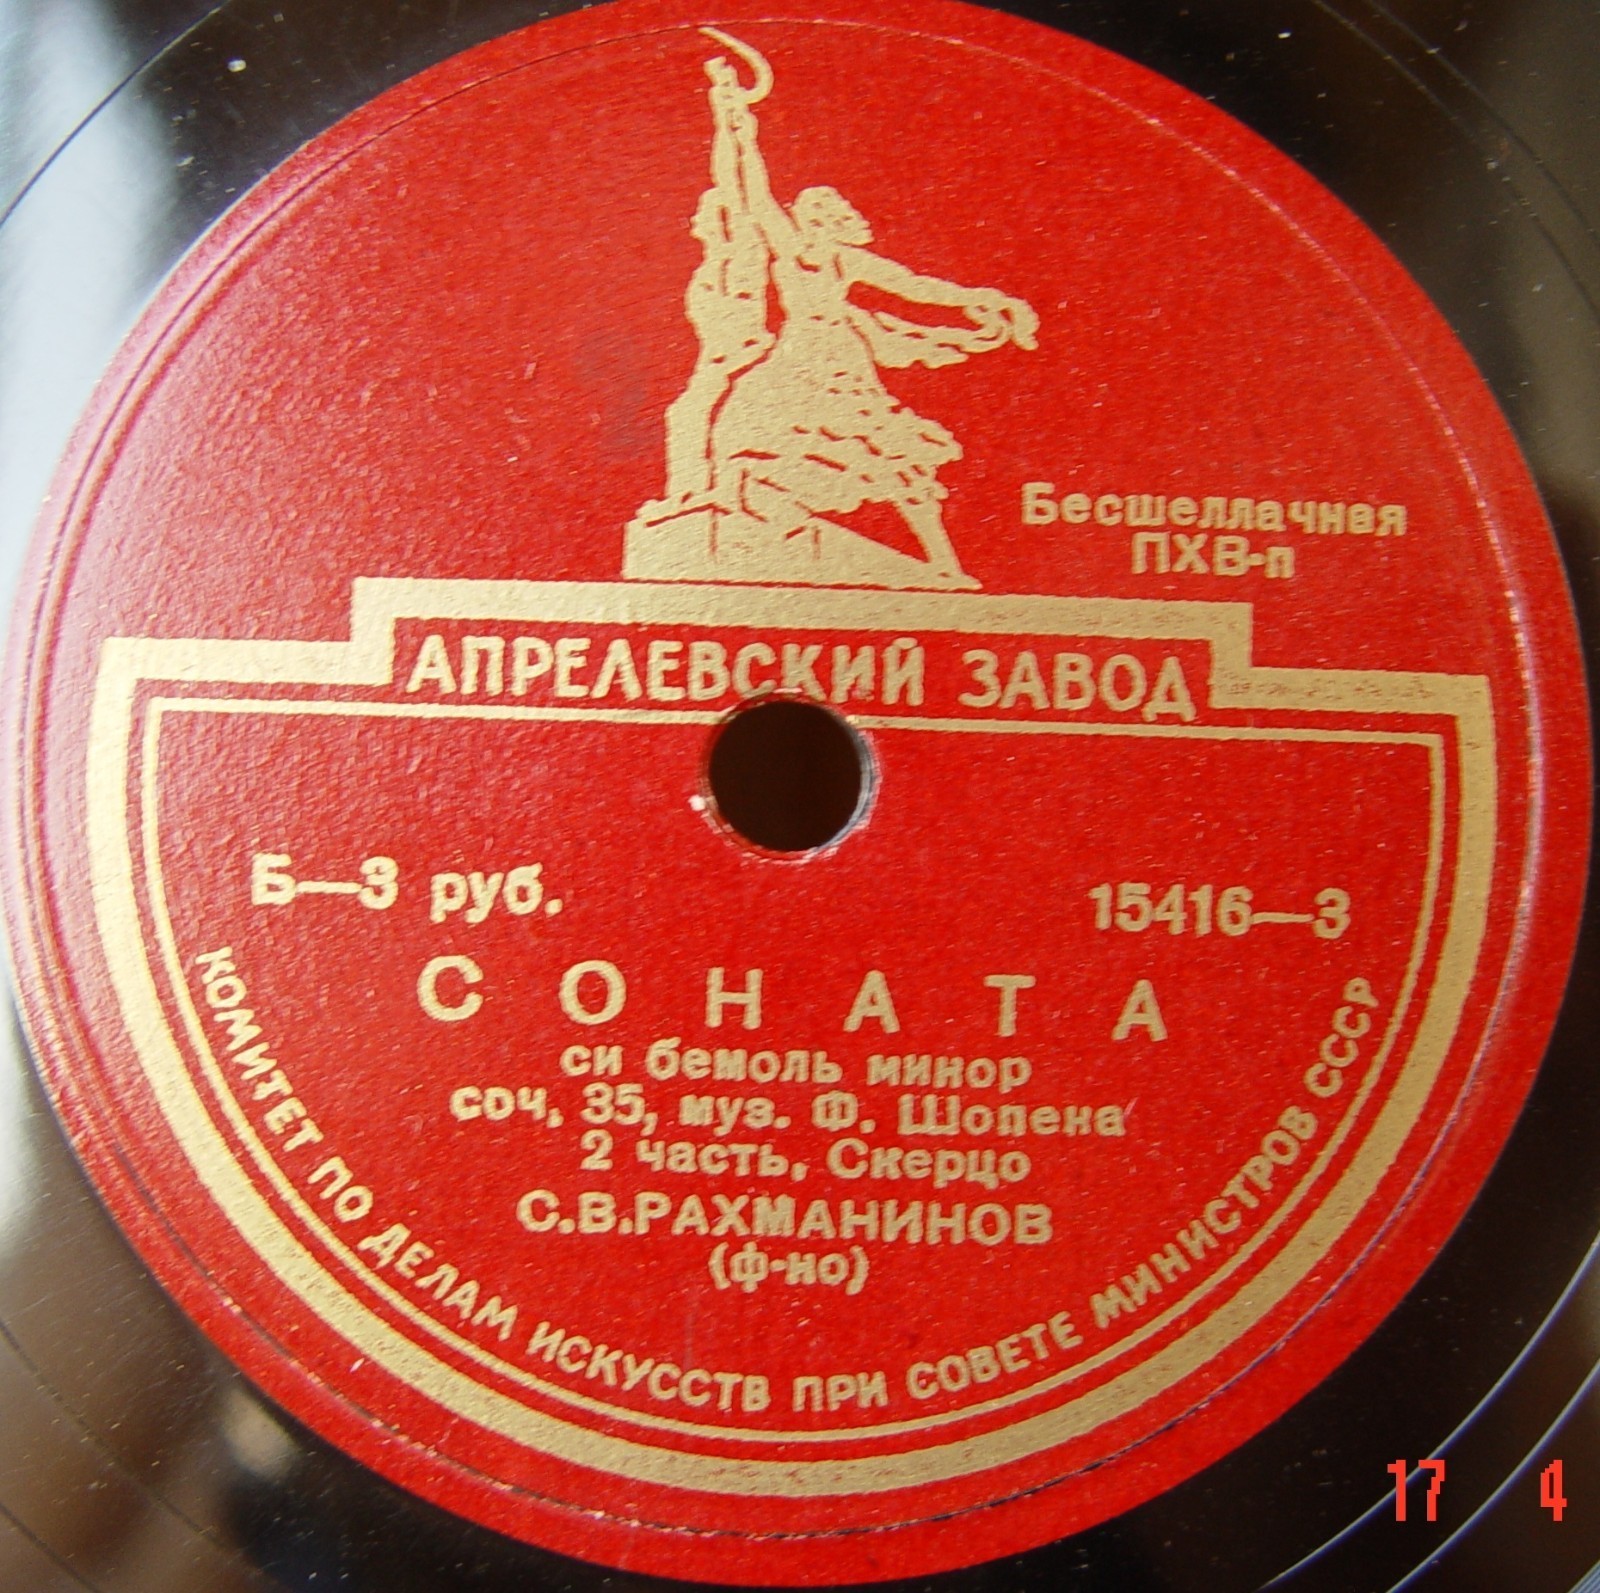 Бесшеллачная
ПХВ-п
АПРЕЛЕВСКИЙ ЗАВОД
Б—3 руб.
15416—3
СОНАТА
си бемоль минор
соч. 35, муз. Ф. Шопена
2 часть, Скерцо
С.В.РАХМАНИНОВ
(ф-но)
КОМИТЕТ ПО ДЕЛАМ ИСКУССТВ ПРИ СОВЕТЕ МИНИСТРОВ СССР
17 4